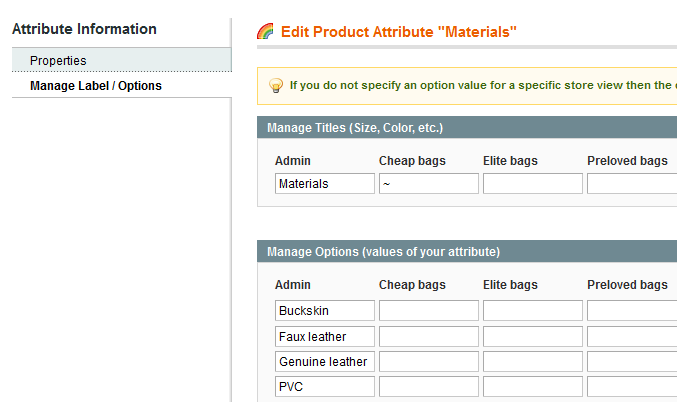 Attribute Information
Properties
Manage Label / Options
Edit Product Attribute "Materials"
If you do not specify an option value for a specific store view then the
Manage Titles (Size, Color, etc.)
Admin Cheap bags Elite bags Preloved bags
Materials ~
Manage Options (values of your attribute)
Admin Cheap bags Elite bags Preloved bags
Buckskin
Faux leather
Genuine leather
PVC